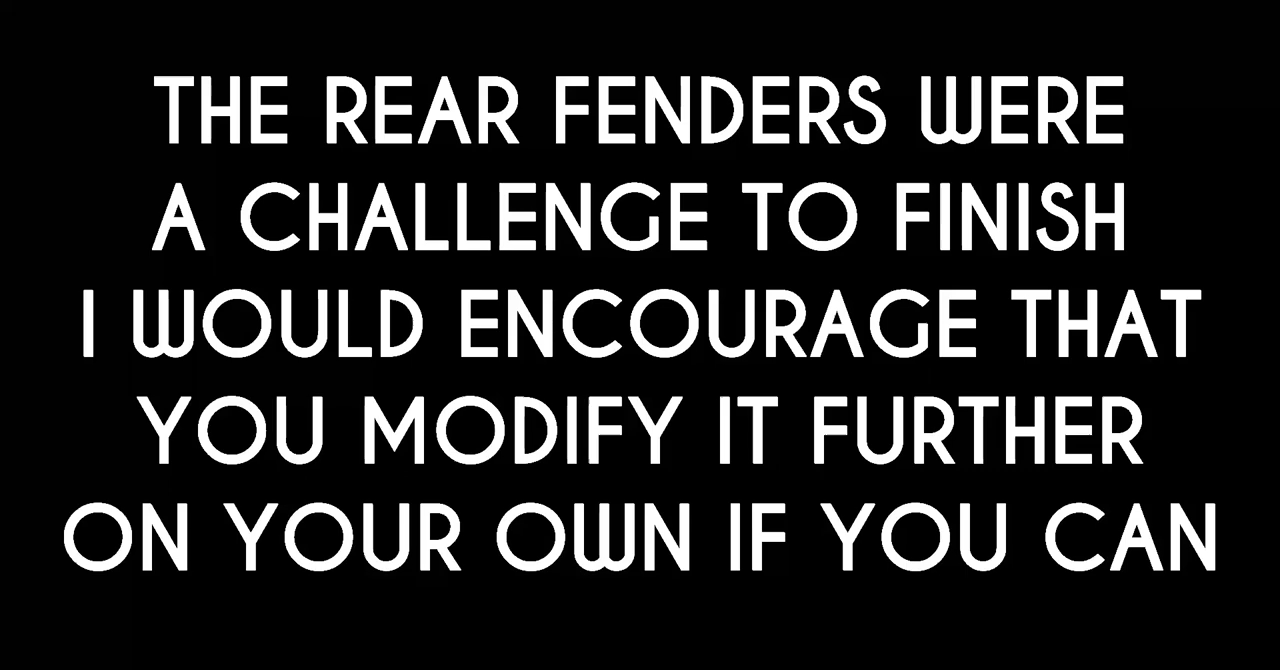 THE REAR FENDERS WERE
A CHALLENGE TO FINISH
I WOULD ENCOURAGE THAT
YOU MODIFY IT FURTHER
ON YOUR OWN IF YOU CAN